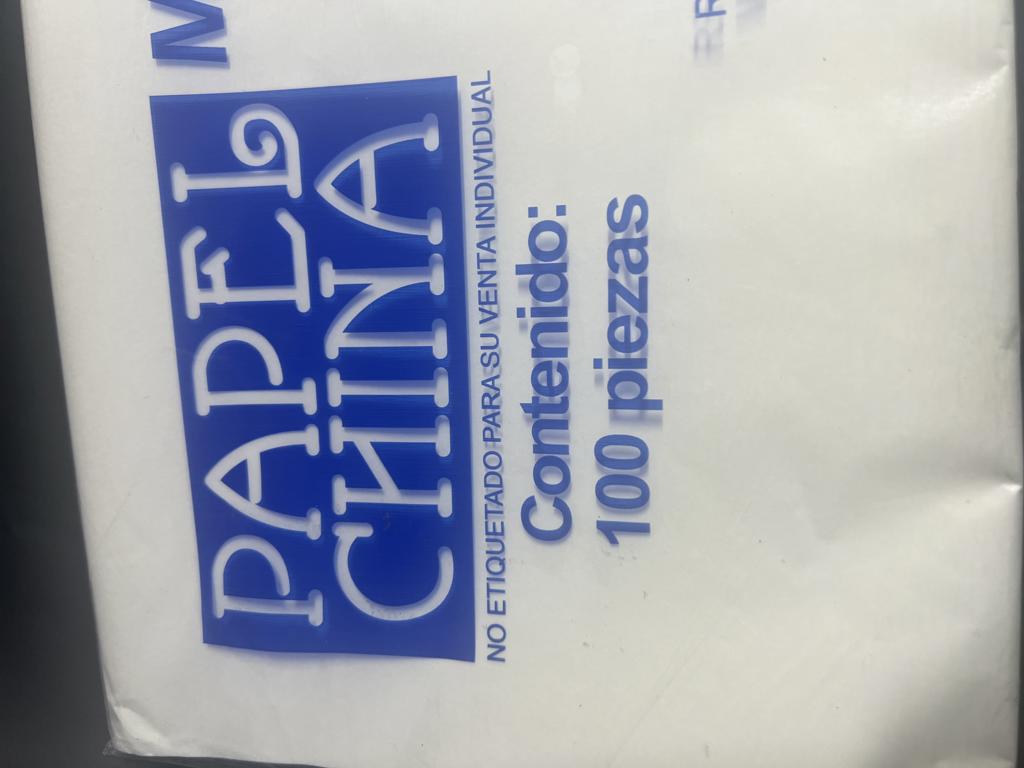 PAPEL
CHINA
NO ETIQUETADO PARA SU VENTA INDIVIDUAL
Contenido:
100 piezas